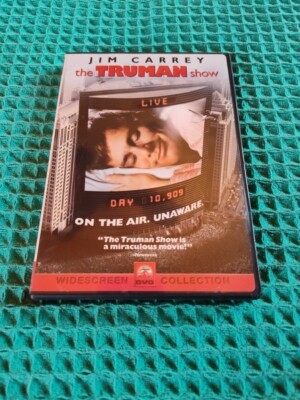 JIM CARREY
the TRUMAN show
LIVE
DAY 10,909
ON THE AIR. UNAWARE.
"The Truman Show is
a miraculous movie!"
WIDESCREEN DVD COLLECTION